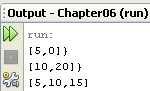 Output - Chapter06 (run)
run:
[5,0]}
[10,20]}
[5,10,15]